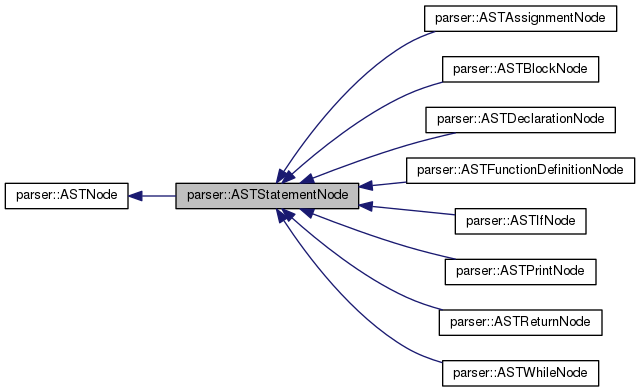 parser::ASTAssignmentNode
parser::ASTBlockNode
parser::ASTDeclarationNode
parser::ASTFunctionDefinitionNode
parser::ASTNode
parser::ASTStatementNode
parser::ASTIfNode
parser::ASTPrintNode
parser::ASTReturnNode
parser::ASTWhileNode